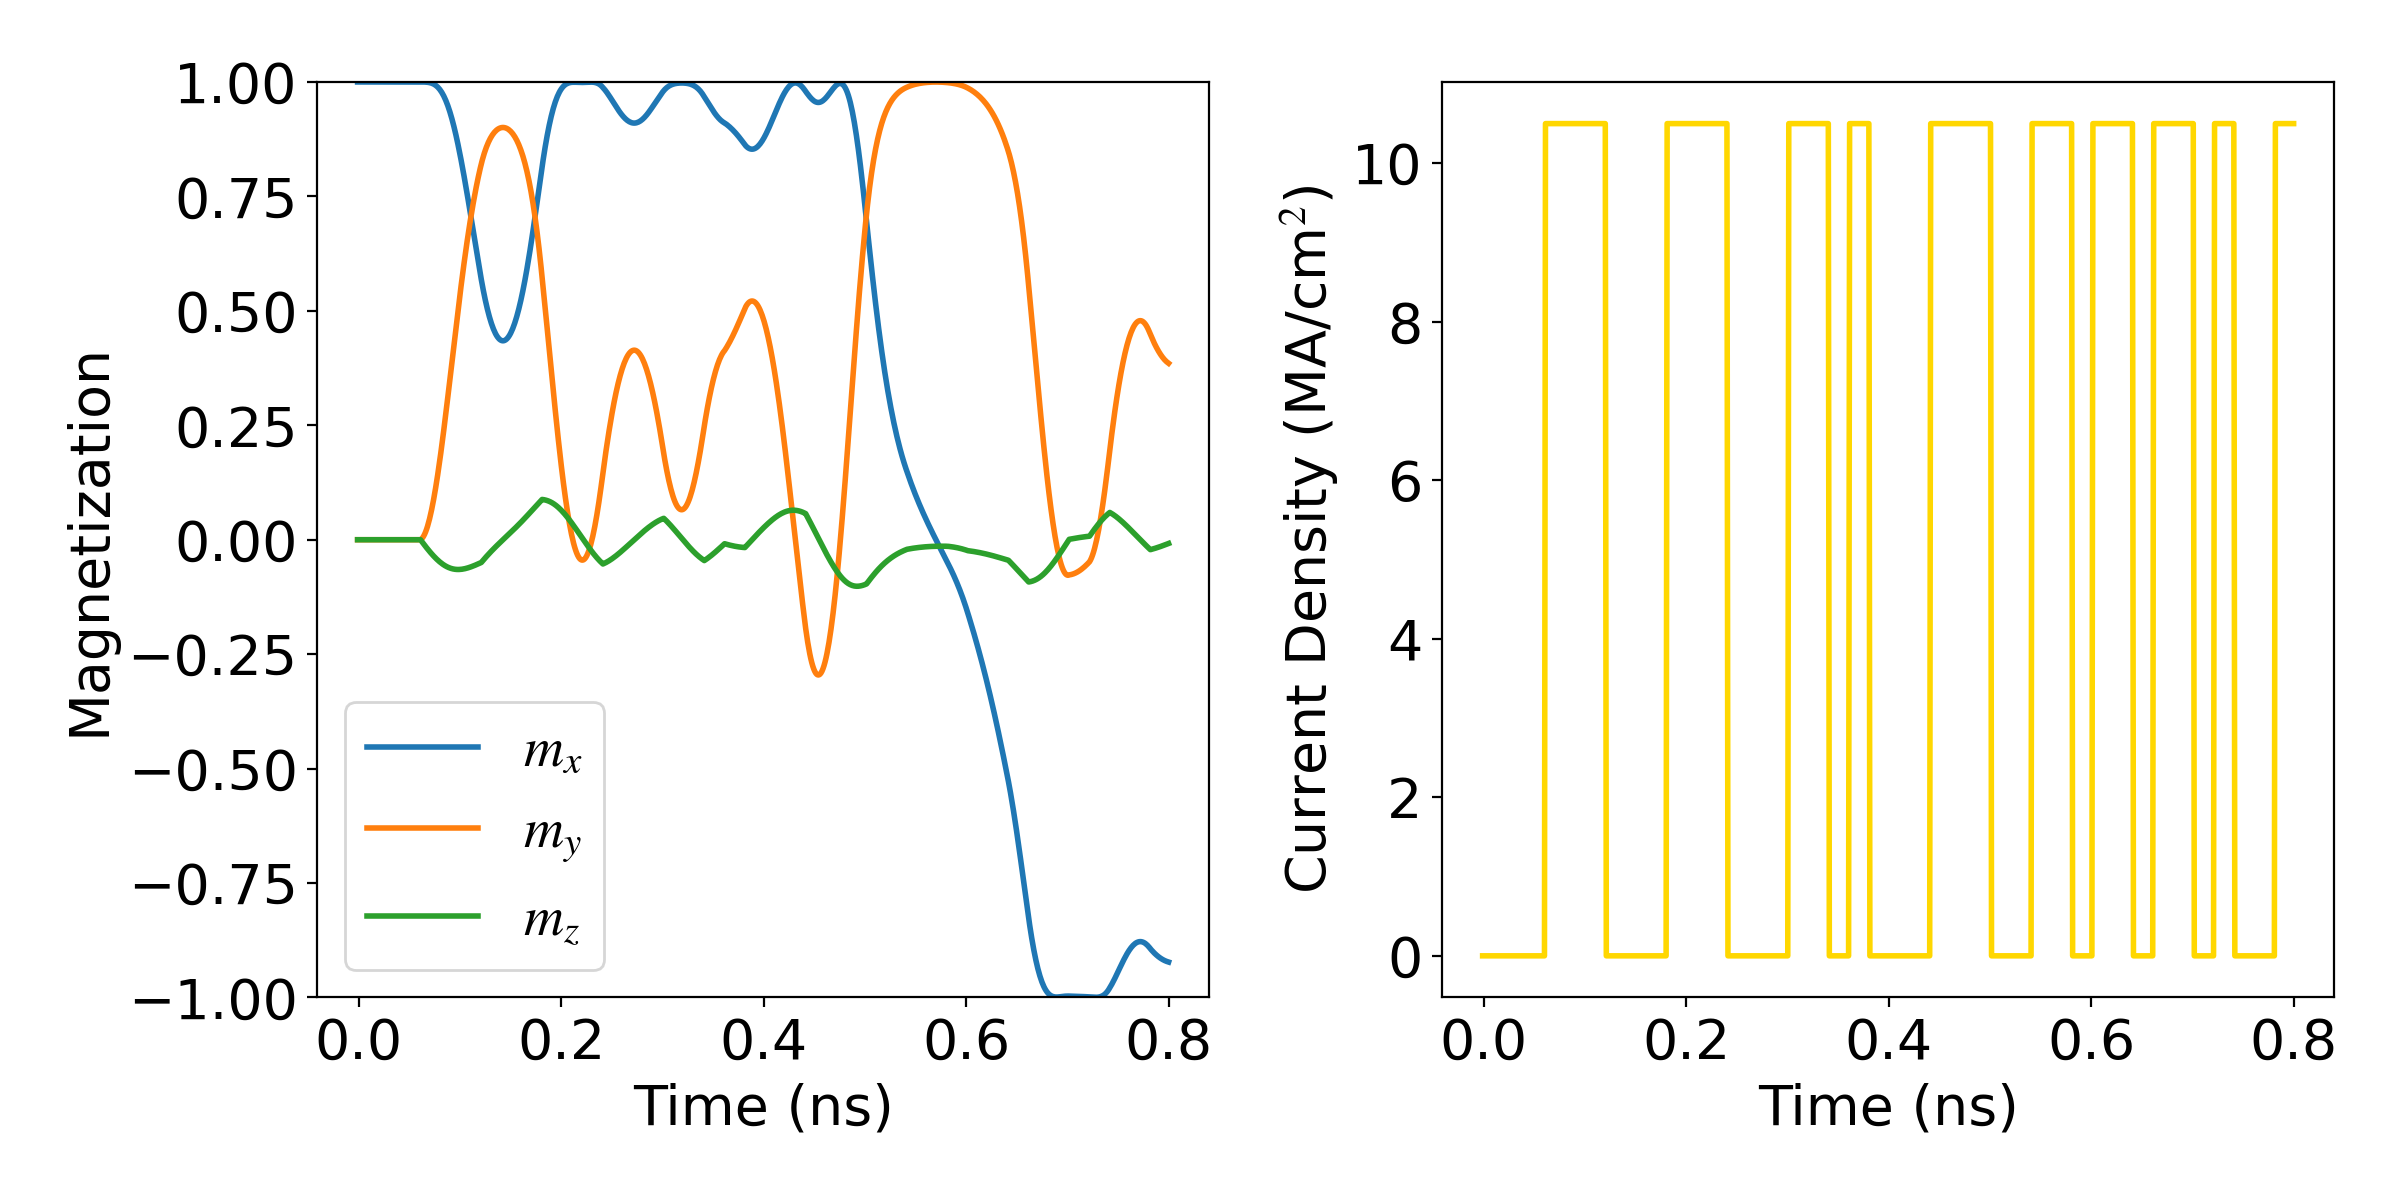 1.00
0.75
0.50
0.25
0.00
−0.25
−0.50
−0.75
−1.00
Magnetization
m_x
m_y
m_z
0.0 0.2 0.4 0.6 0.8
Time (ns)
10
8
6
4
2
0
Current Density (MA/cm²)
0.0 0.2 0.4 0.6 0.8
Time (ns)